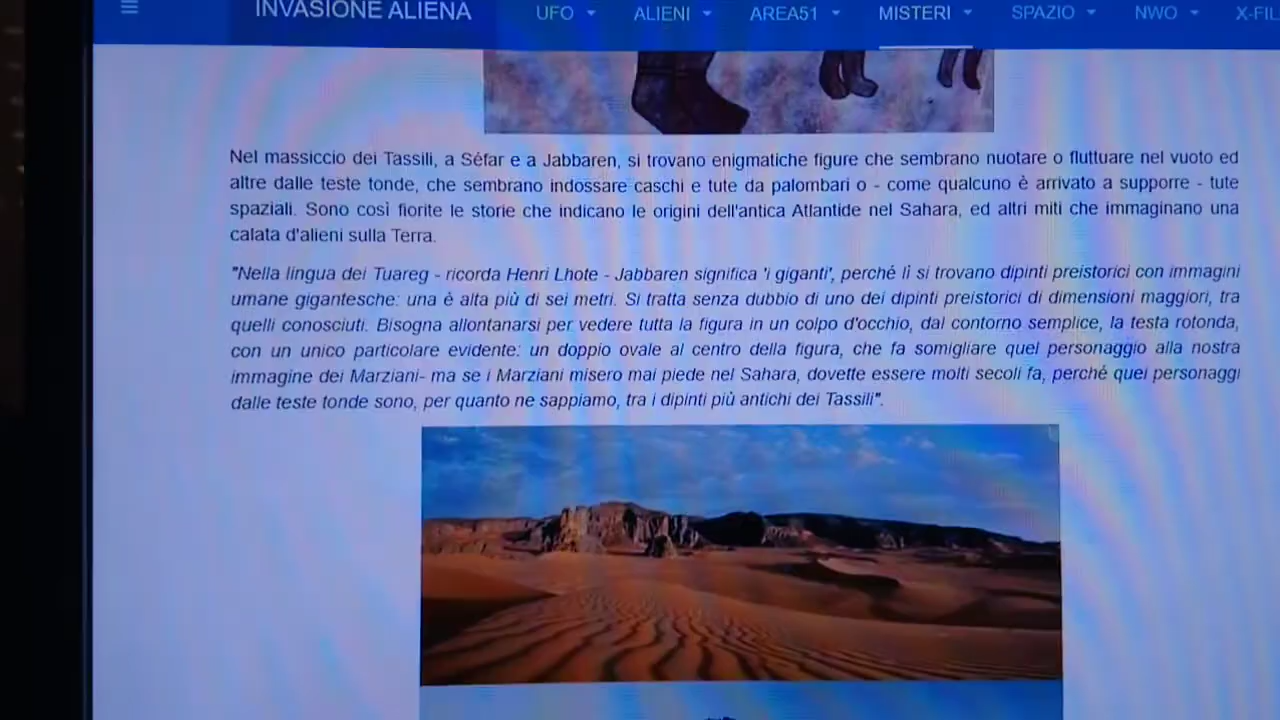 INVASIONE ALIENA UFO ALIENI AREA51 MISTERI SPAZIO NWO X-FIL
Nel massiccio dei Tassili, a Séfar e a Jabbaren, si trovano enigmatiche figure che sembrano nuotare o fluttuare nel vuoto ed
altre dalle teste tonde, che sembrano indossare caschi e tute da palombari o - come qualcuno è arrivato a supporre - tute
spaziali. Sono così fiorite le storie che indicano le origini dell'antica Atlantide nel Sahara, ed altri miti che immaginano una
calata d'alieni sulla Terra.
"Nella lingua dei Tuareg - ricorda Henri Lhote - Jabbaren significa 'i giganti', perché lì si trovano dipinti preistorici con immagini
umane gigantesche: una è alta più di sei metri. Si tratta senza dubbio di uno dei dipinti preistorici di dimensioni maggiori, tra
quelli conosciuti. Bisogna allontanarsi per vedere tutta la figura in un colpo d'occhio, dal contorno semplice, la testa rotonda,
con un unico particolare evidente: un doppio ovale al centro della figura, che fa somigliare quel personaggio alla nostra
immagine dei Marziani- ma se i Marziani misero mai piede nel Sahara, dovette essere molti secoli fa, perché quei personaggi
dalle teste tonde sono, per quanto ne sappiamo, tra i dipinti più antichi dei Tassili".